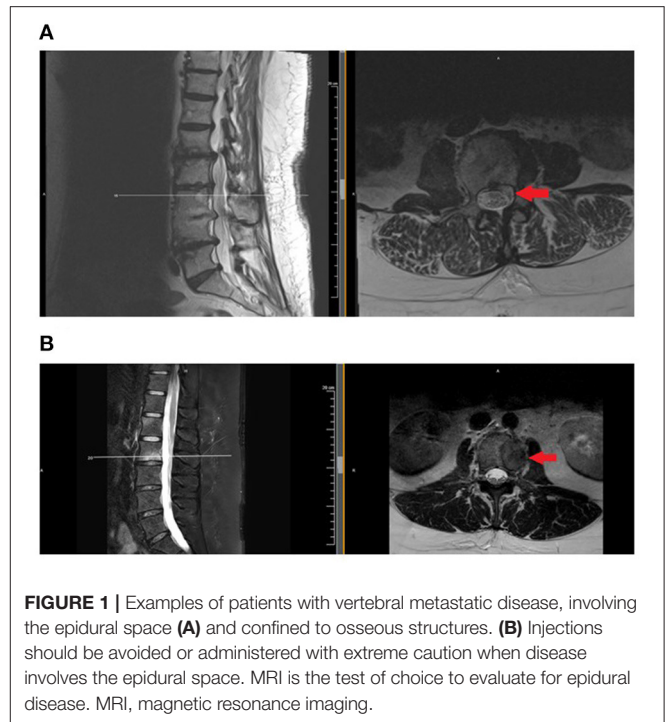 A
B
FIGURE 1 | Examples of patients with vertebral metastatic disease, involving
the epidural space (A) and confined to osseous structures. (B) Injections
should be avoided or administered with extreme caution when disease
involves the epidural space. MRI is the test of choice to evaluate for epidural
disease. MRI, magnetic resonance imaging.